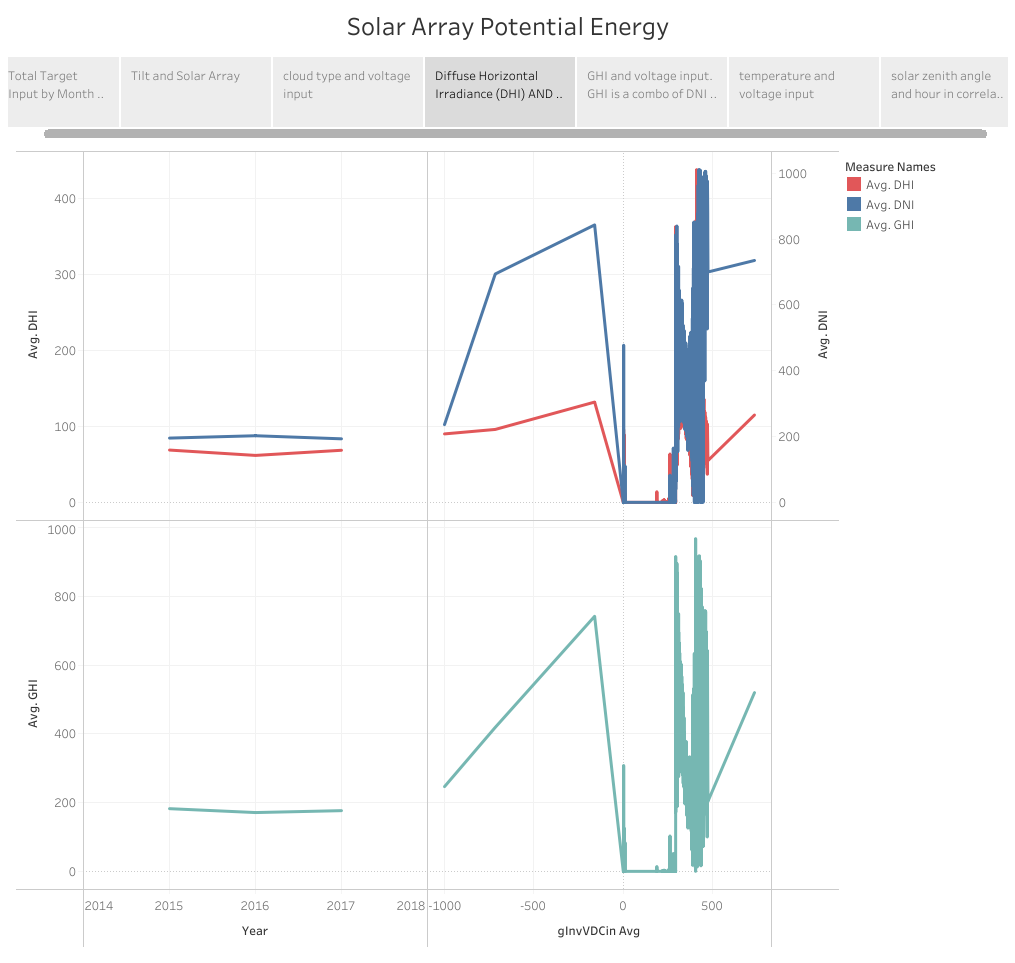 Solar Array Potential Energy
Total Target
Input by Month ..
Tilt and Solar Array
cloud type and voltage
input
Diffuse Horizontal
Irradiance (DHI) AND ..
GHI and voltage input.
GHI is a combo of DNI ..
temperature and
voltage input
solar zenith angle
and hour in correla..
Measure Names
Avg. DHI
Avg. DNI
Avg. GHI
Avg. DHI
400
300
200
100
0
1000
800
600
400
200
0
Avg. DNI
Avg. GHI
1000
800
600
400
200
0
2014 2015 2016 2017 2018
-1000 -500 0 500
Year
gInvVDCin Avg